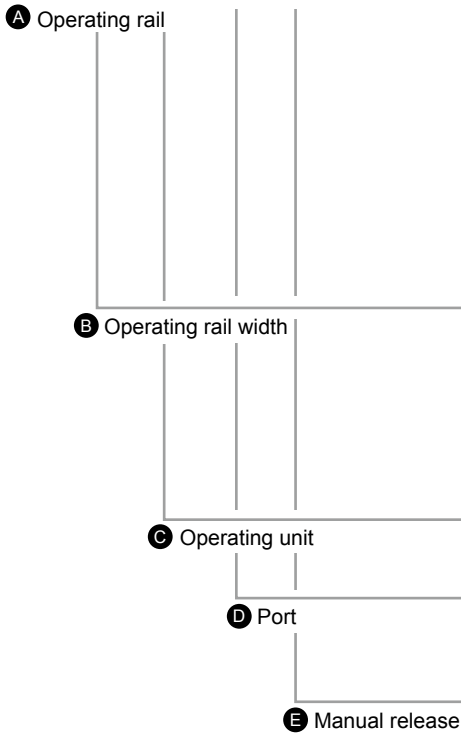 A Operating rail
B Operating rail width
C Operating unit
D Port
E Manual release